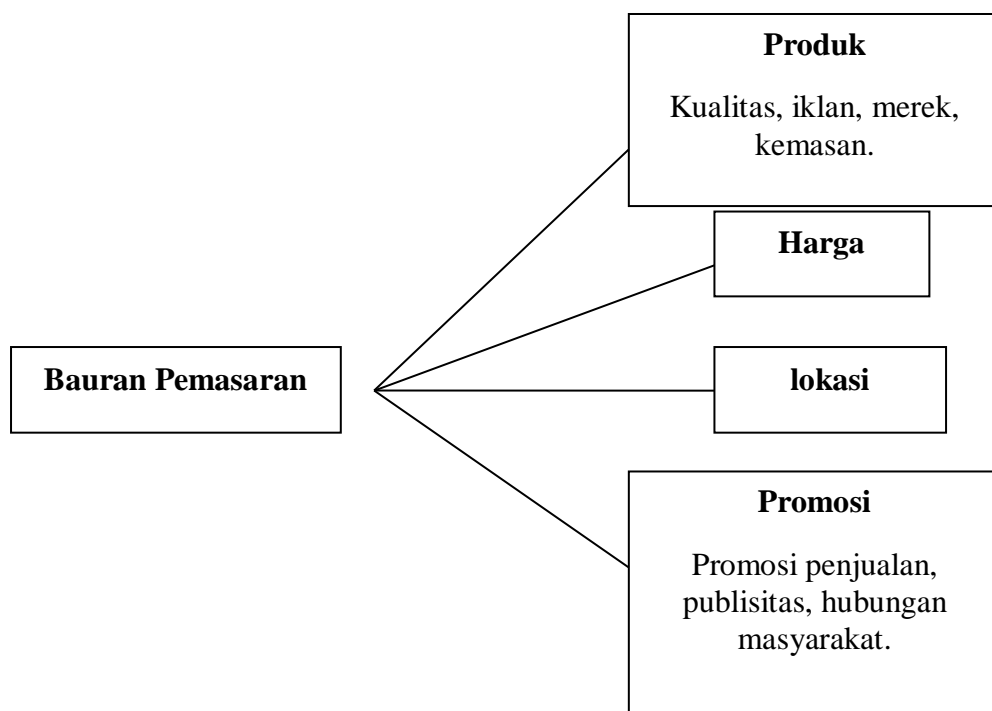 Produk
Kualitas, iklan, merek,
kemasan.
Harga
Bauran Pemasaran
lokasi
Promosi
Promosi penjualan,
publisitas, hubungan
masyarakat.